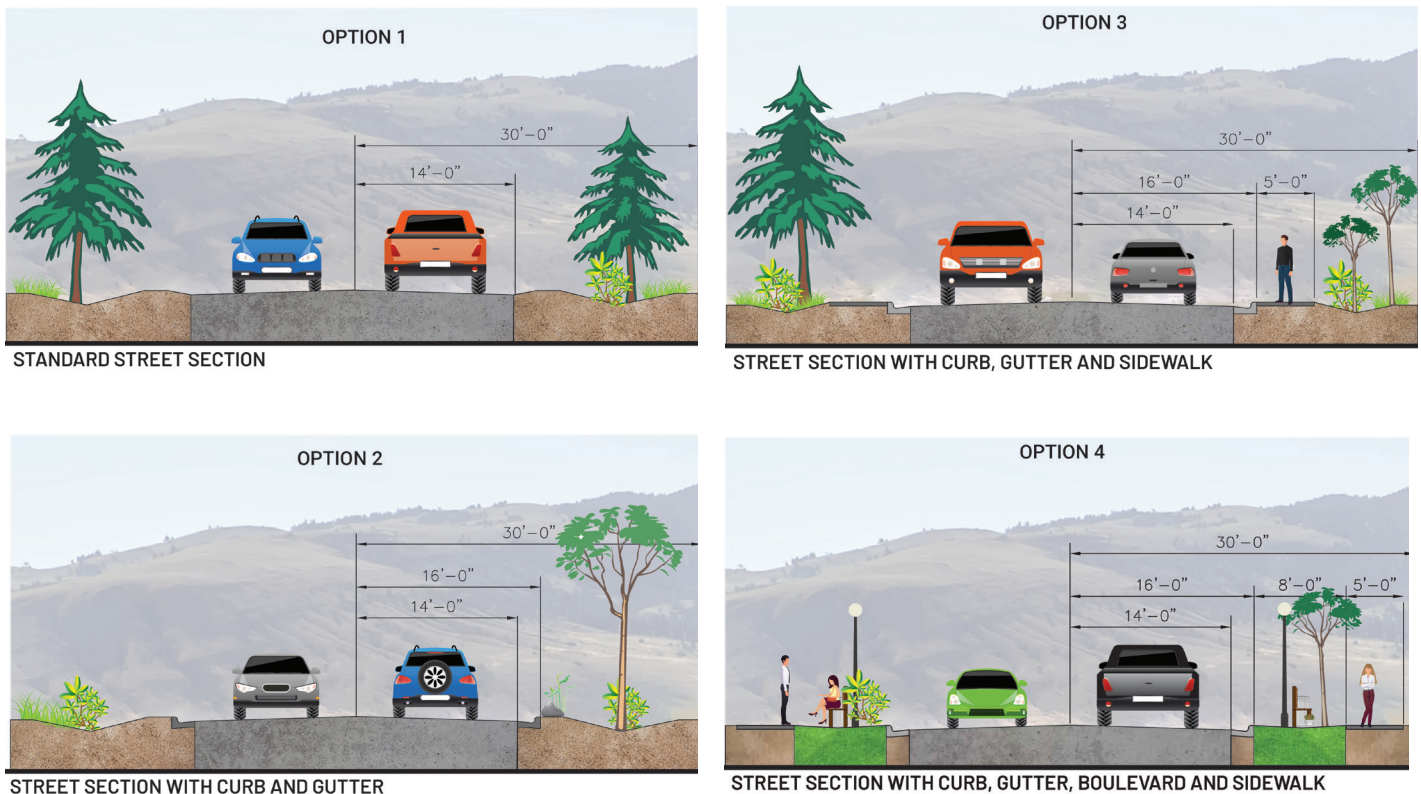 OPTION 1
30'-0"
14'-0"
STANDARD STREET SECTION
OPTION 3
30'-0"
16'-0"
5'-0"
14'-0"
STREET SECTION WITH CURB, GUTTER AND SIDEWALK
OPTION 2
30'-0"
16'-0"
14'-0"
STREET SECTION WITH CURB AND GUTTER
OPTION 4
30'-0"
16'-0"
8'-0"
5'-0"
14'-0"
STREET SECTION WITH CURB, GUTTER, BOULEVARD AND SIDEWALK